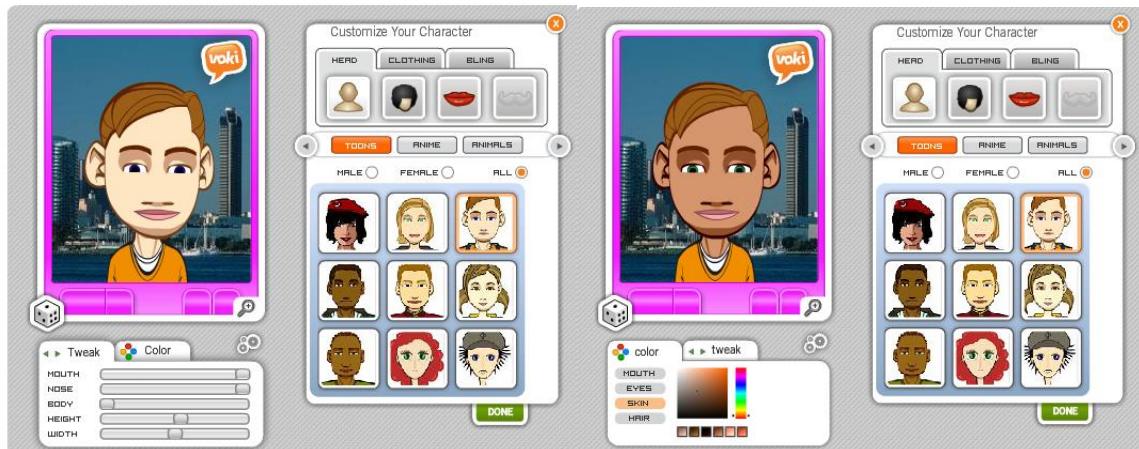 voki
Customize Your Character
X
HEAD
CLOTHING
BLING
TOONS
ANIME
ANIMALS
MALE
FEMALE
ALL
Tweak
Color
MOUTH
NOSE
BODY
HEIGHT
WIDTH
DONE
voki
Customize Your Character
X
HEAD
CLOTHING
BLING
TOONS
ANIME
ANIMALS
MALE
FEMALE
ALL
color
tweak
MOUTH
EYES
SKIN
HAIR
DONE